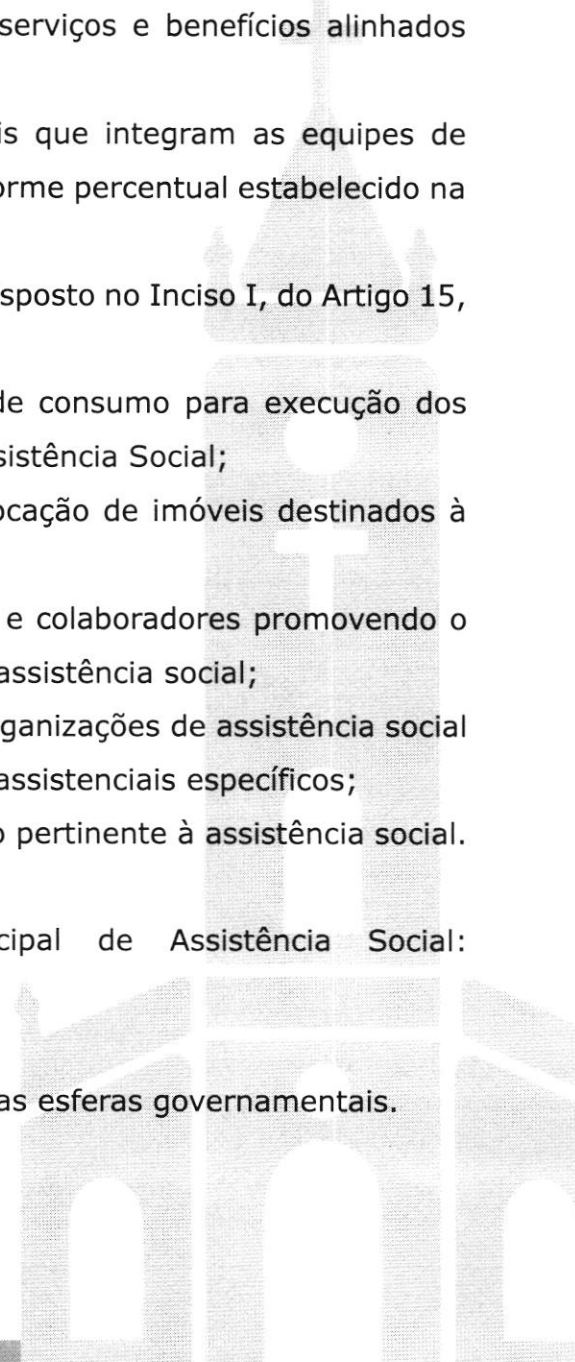 serviços e benefícios alinhados
is que integram as equipes de
orme percentual estabelecido na
sposto no Inciso I, do Artigo 15,
de consumo para execução dos
sistência Social;
ocação de imóveis destinados à
e colaboradores promovendo o
assistência social;
ganizações de assistência social
assistenciais específicos;
o pertinente à assistência social.
cipal de Assistência Social:
as esferas governamentais.